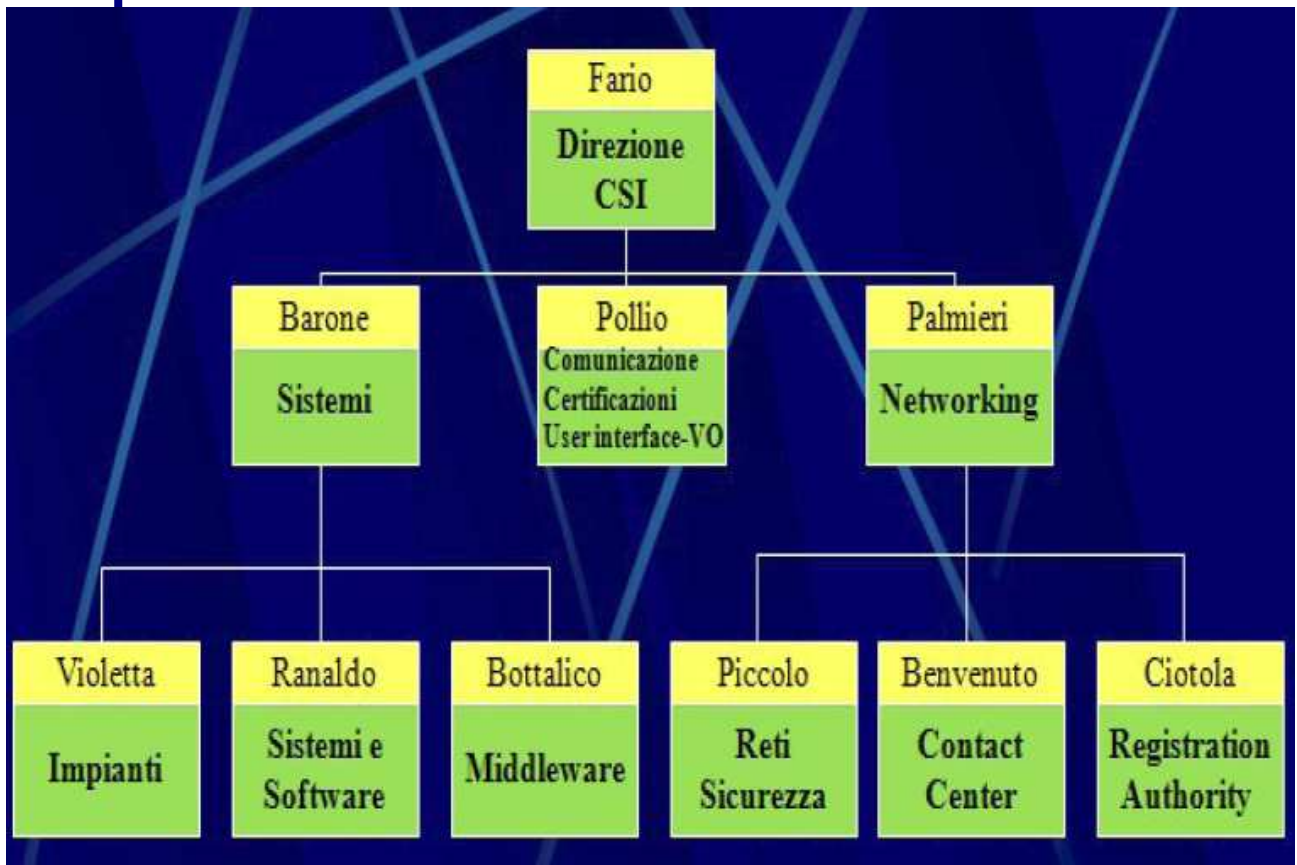 Fario
Direzione
CSI
Barone
Sistemi
Pollio
Comunicazione
Certificazioni
User interface-VO
Palmieri
Networking
Violetta
Impianti
Ranaldo
Sistemi e
Software
Bottalico
Middleware
Piccolo
Reti
Sicurezza
Benvenuto
Contact
Center
Ciotola
Registration
Authority